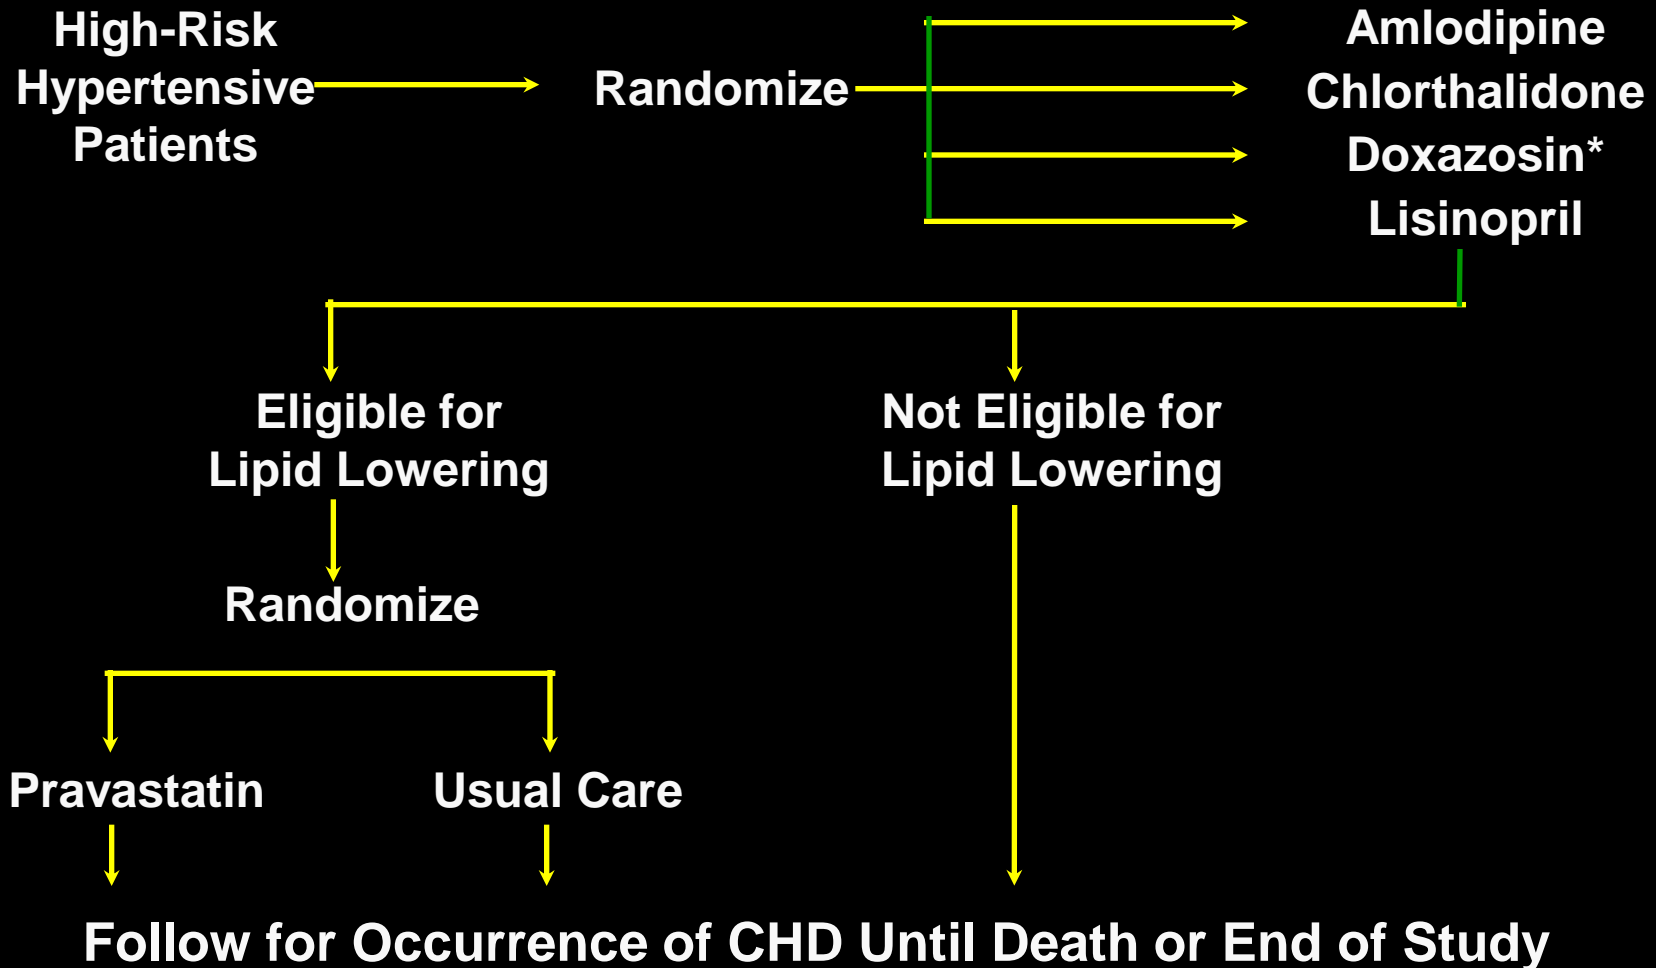 High-Risk
Hypertensive
Patients
Randomize
Amlodipine
Chlorthalidone
Doxazosin*
Lisinopril
Eligible for
Lipid Lowering
Not Eligible for
Lipid Lowering
Randomize
Pravastatin
Usual Care
Follow for Occurrence of CHD Until Death or End of Study